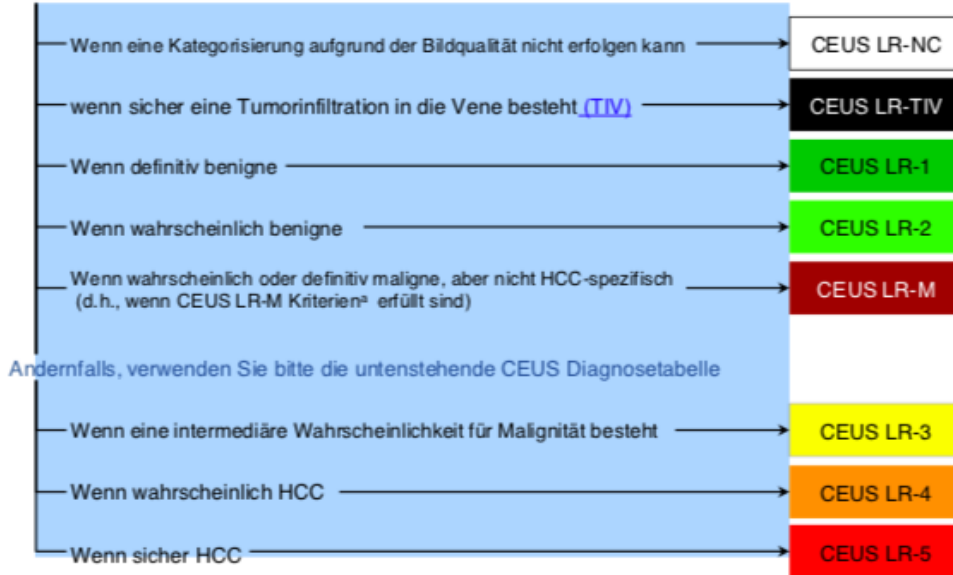 Wenn eine Kategorisierung aufgrund der Bildqualität nicht erfolgen kann CEUS LR-NC
wenn sicher eine Tumorinfiltration in die Vene besteht (TIV) CEUS LR-TIV
Wenn definitiv benigne CEUS LR-1
Wenn wahrscheinlich benigne CEUS LR-2
Wenn wahrscheinlich oder definitiv maligne, aber nicht HCC-spezifisch
(d.h., wenn CEUS LR-M Kriterienª erfüllt sind) CEUS LR-M
Andernfalls, verwenden Sie bitte die untenstehende CEUS Diagnosetabelle
Wenn eine intermediäre Wahrscheinlichkeit für Malignität besteht CEUS LR-3
Wenn wahrscheinlich HCC CEUS LR-4
Wenn sicher HCC CEUS LR-5